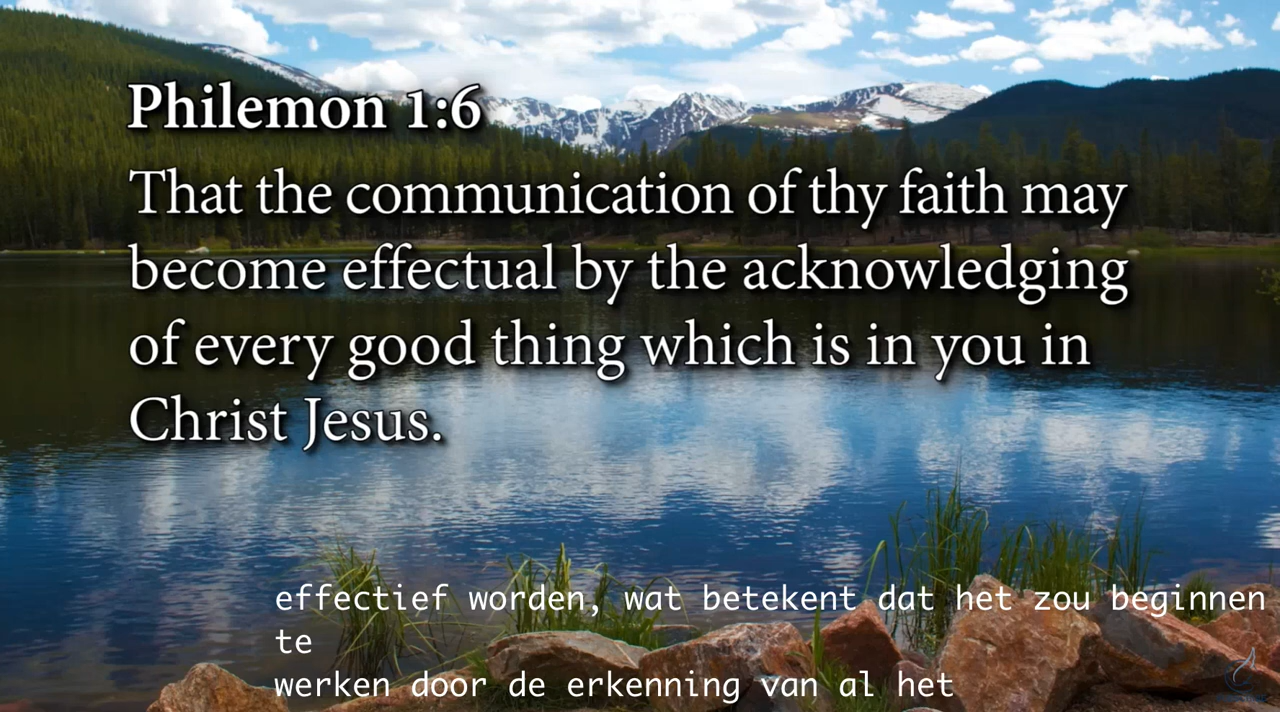 Philemon 1:6
That the communication of thy faith may
become effectual by the acknowledging
of every good thing which is in you in
Christ Jesus.
effectief worden, wat betekent dat het zou beginnen
te
werken door de erkenning van al het